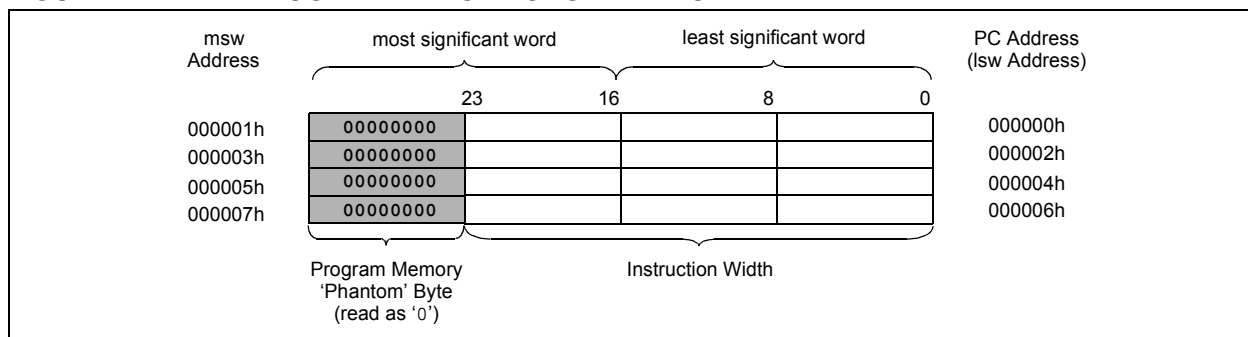 msw
Address
most significant word
least significant word
PC Address
(lsw Address)
23
16
8
0
000001h
00000000
000000h
000003h
00000000
000002h
000005h
00000000
000004h
000007h
00000000
000006h
Program Memory
‘Phantom’ Byte
(read as ‘0’)
Instruction Width